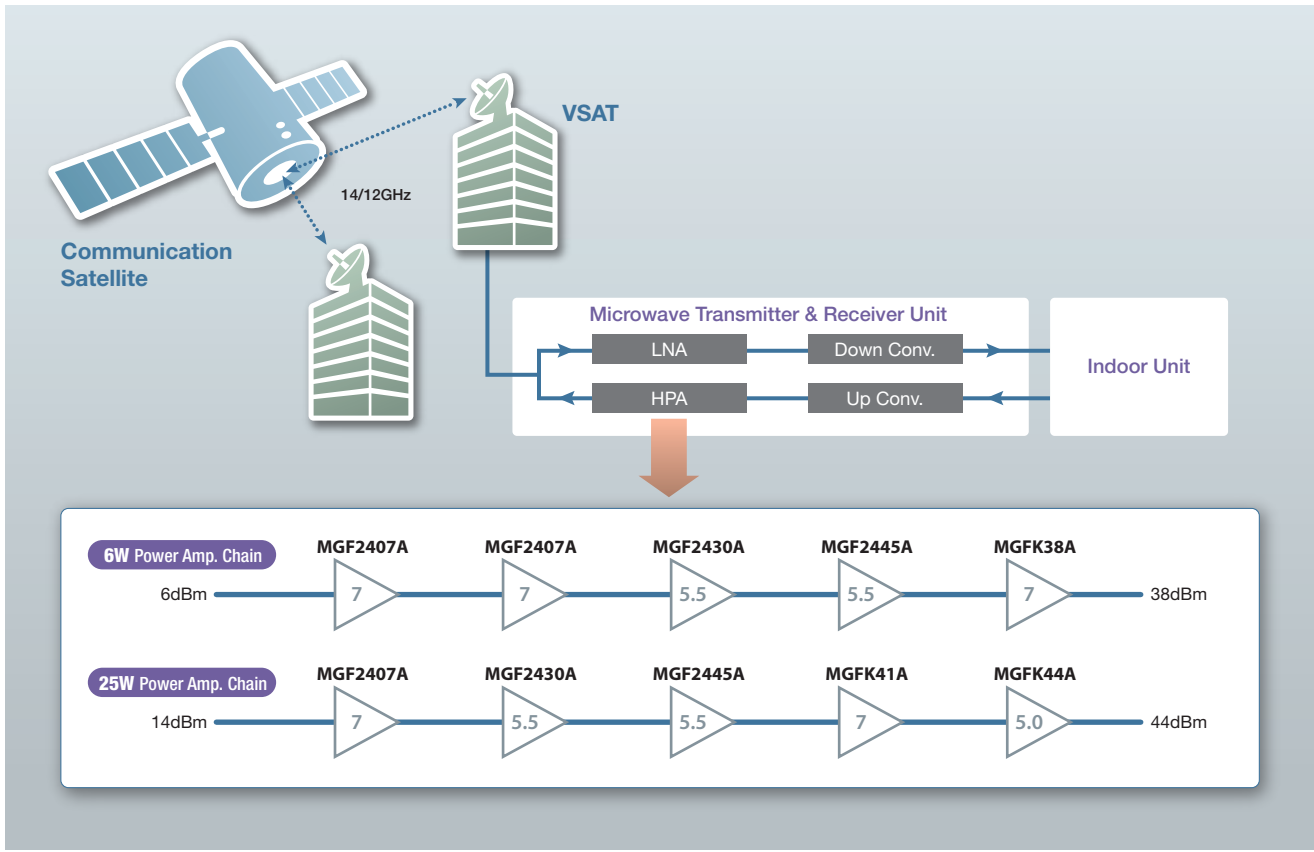 VSAT
14/12GHz
Communication
Satellite
Microwave Transmitter & Receiver Unit
LNA
Down Conv.
Indoor Unit
HPA
Up Conv.
6W Power Amp. Chain
MGF2407A
MGF2407A
MGF2430A
MGF2445A
MGFK38A
6dBm
7
7
5.5
5.5
7
38dBm
25W Power Amp. Chain
MGF2407A
MGF2430A
MGF2445A
MGFK41A
MGFK44A
14dBm
7
5.5
5.5
7
5.0
44dBm